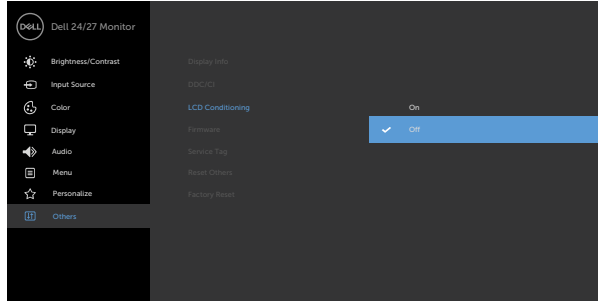 DELL Dell 24/27 Monitor
Brightness/Contrast
Input Source
Color
Display
Audio
Menu
Personalize
Others
Display Info
DDC/CI
LCD Conditioning
Firmware
Service Tag
Reset Others
Factory Reset
On
Off